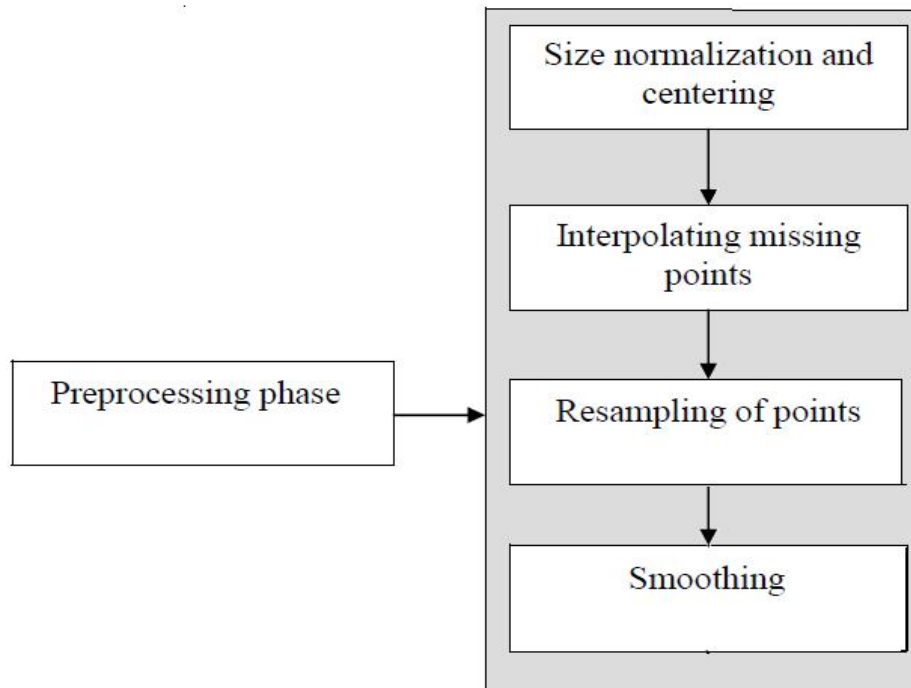 Size normalization and
centering
Interpolating missing
points
Preprocessing phase
Resampling of points
Smoothing